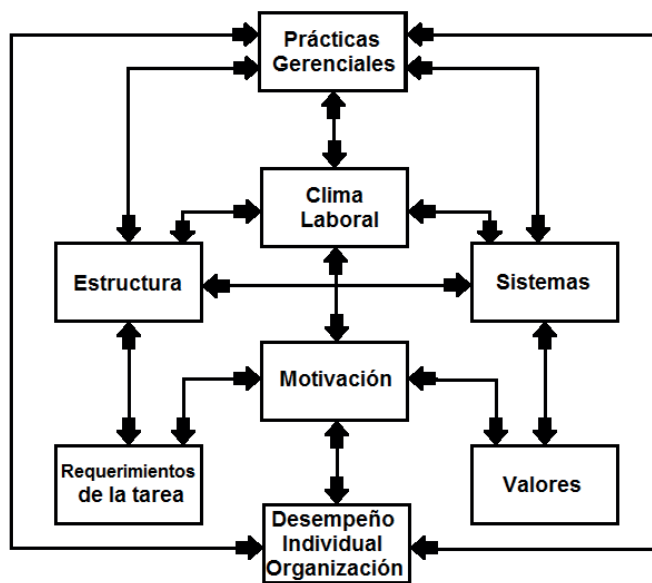 Prácticas
Gerenciales
Clima
Laboral
Estructura
Sistemas
Motivación
Requerimientos
de la tarea
Valores
Desempeño
Individual
Organización